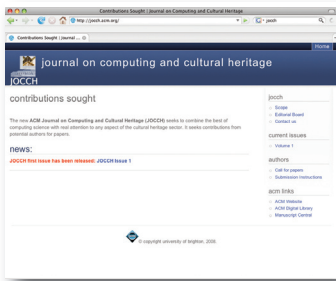 Contributions Sought | Journal on Computing and Cultural Heritage
http://jocch.acm.org/
joach
Contributions Sought | Journal ...
Home
journal on computing and cultural heritage
JOCCH
contributions sought
The new ACM Journal on Computing and Cultural Heritage (JOCCH) seeks to combine the best of
computing science with real attention to any aspect of the cultural heritage sector. It seeks contributions from
potential authors for papers.
news:
JOCCH first issue has been released: JOCCH Issue 1
jocch
Scope
Editorial Board
Contact us
current issues
Volume 1
authors
Call for papers
Submission instructions
acm links
ACM Website
ACM Digital Library
Manuscript Central
© copyright university of brighton, 2008.